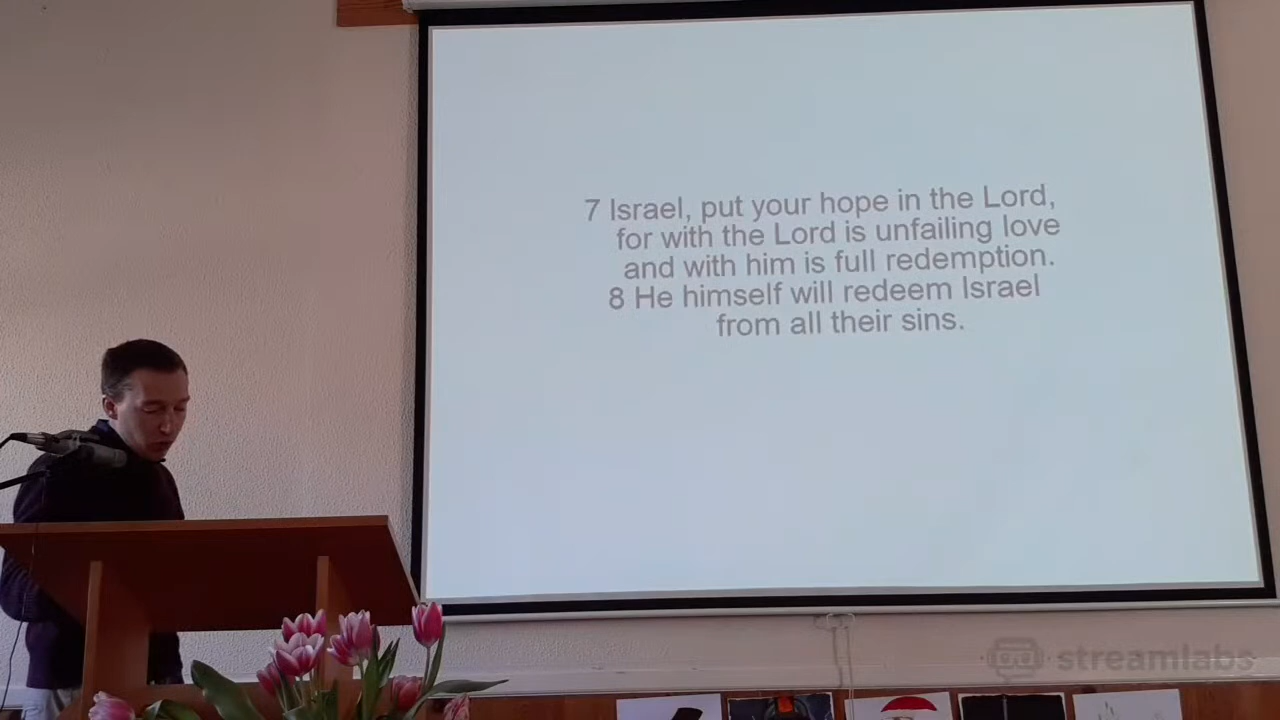 7 Israel, put your hope in the Lord,
for with the Lord is unfailing love
and with him is full redemption.
8 He himself will redeem Israel
from all their sins.
streamlabs